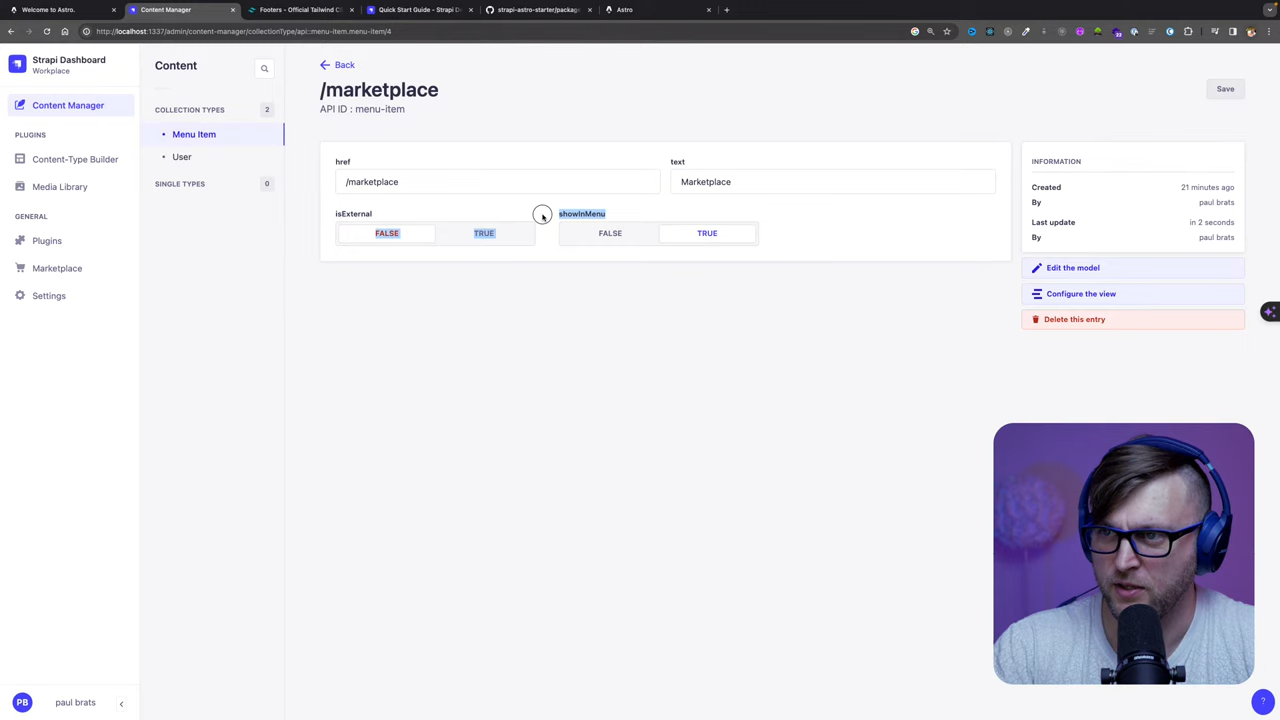 Welcome to Astro.
Content Manager
Footers - Official Tailwind C
Quick Start Guide - Strapi D
strapi-astro-starter/package
Astro
http://localhost:1337/admin/content-manager/collectionType/api::menu-item.menu-item/4
Strapi Dashboard
Workplace
Content Manager
PLUGINS
Content-Type Builder
Media Library
GENERAL
Plugins
Marketplace
Settings
PB
paul brats
Content
COLLECTION TYPES
2
Menu Item
User
SINGLE TYPES
0
Back
/marketplace
API ID : menu-item
Save
href
text
/marketplace
Marketplace
isExternal
showInMenu
FALSE
TRUE
FALSE
TRUE
INFORMATION
Created
21 minutes ago
By
paul brats
Last update
in 2 seconds
By
paul brats
Edit the model
Configure the view
Delete this entry
?